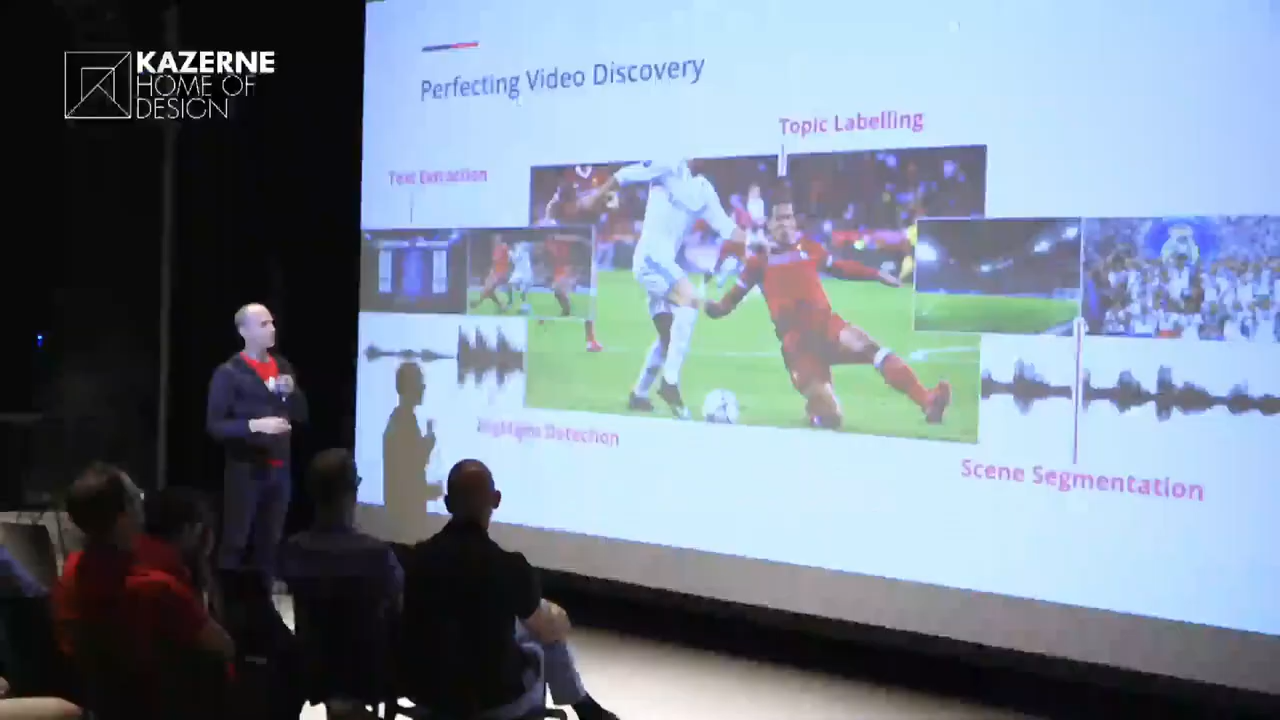 KAZERNE
HOME OF
DESIGN
Perfecting Video Discovery
Topic Labelling
Text Extraction
Highlights Detection
Scene Segmentation